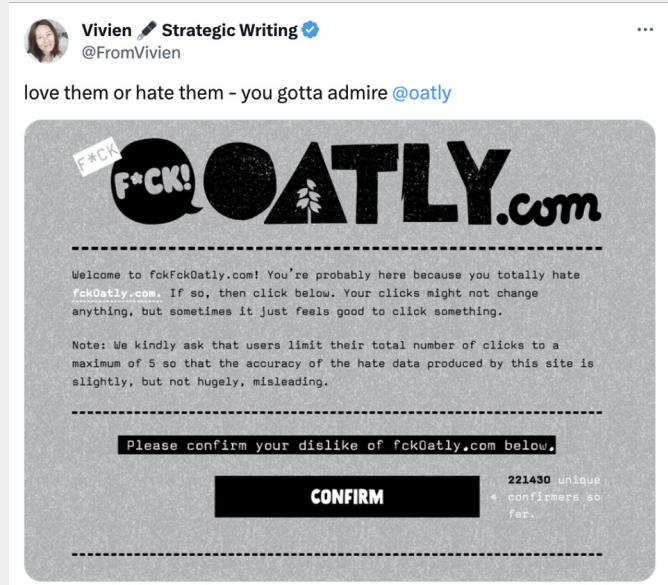 Vivien 🖋️ Strategic Writing
@FromVivien
love them or hate them - you gotta admire @oatly
F*CK
F*CK! OATLY.com
Welcome to fckFckOatly.com! You're probably here because you totally hate
fckOatly.com. If so, then click below. Your clicks might not change
anything, but sometimes it just feels good to click something.
Note: We kindly ask that users limit their total number of clicks to a
maximum of 5 so that the accuracy of the hate data produced by this site is
slightly, but not hugely, misleading.
Please confirm your dislike of fckOatly.com below.
CONFIRM
221430 unique
confirmers so
far.